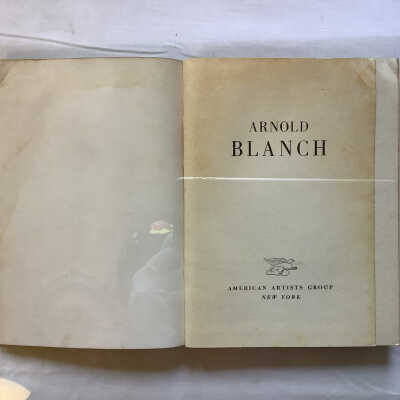 ARNOLD
BLANCH
AMERICAN ARTISTS GROUP
NEW YORK